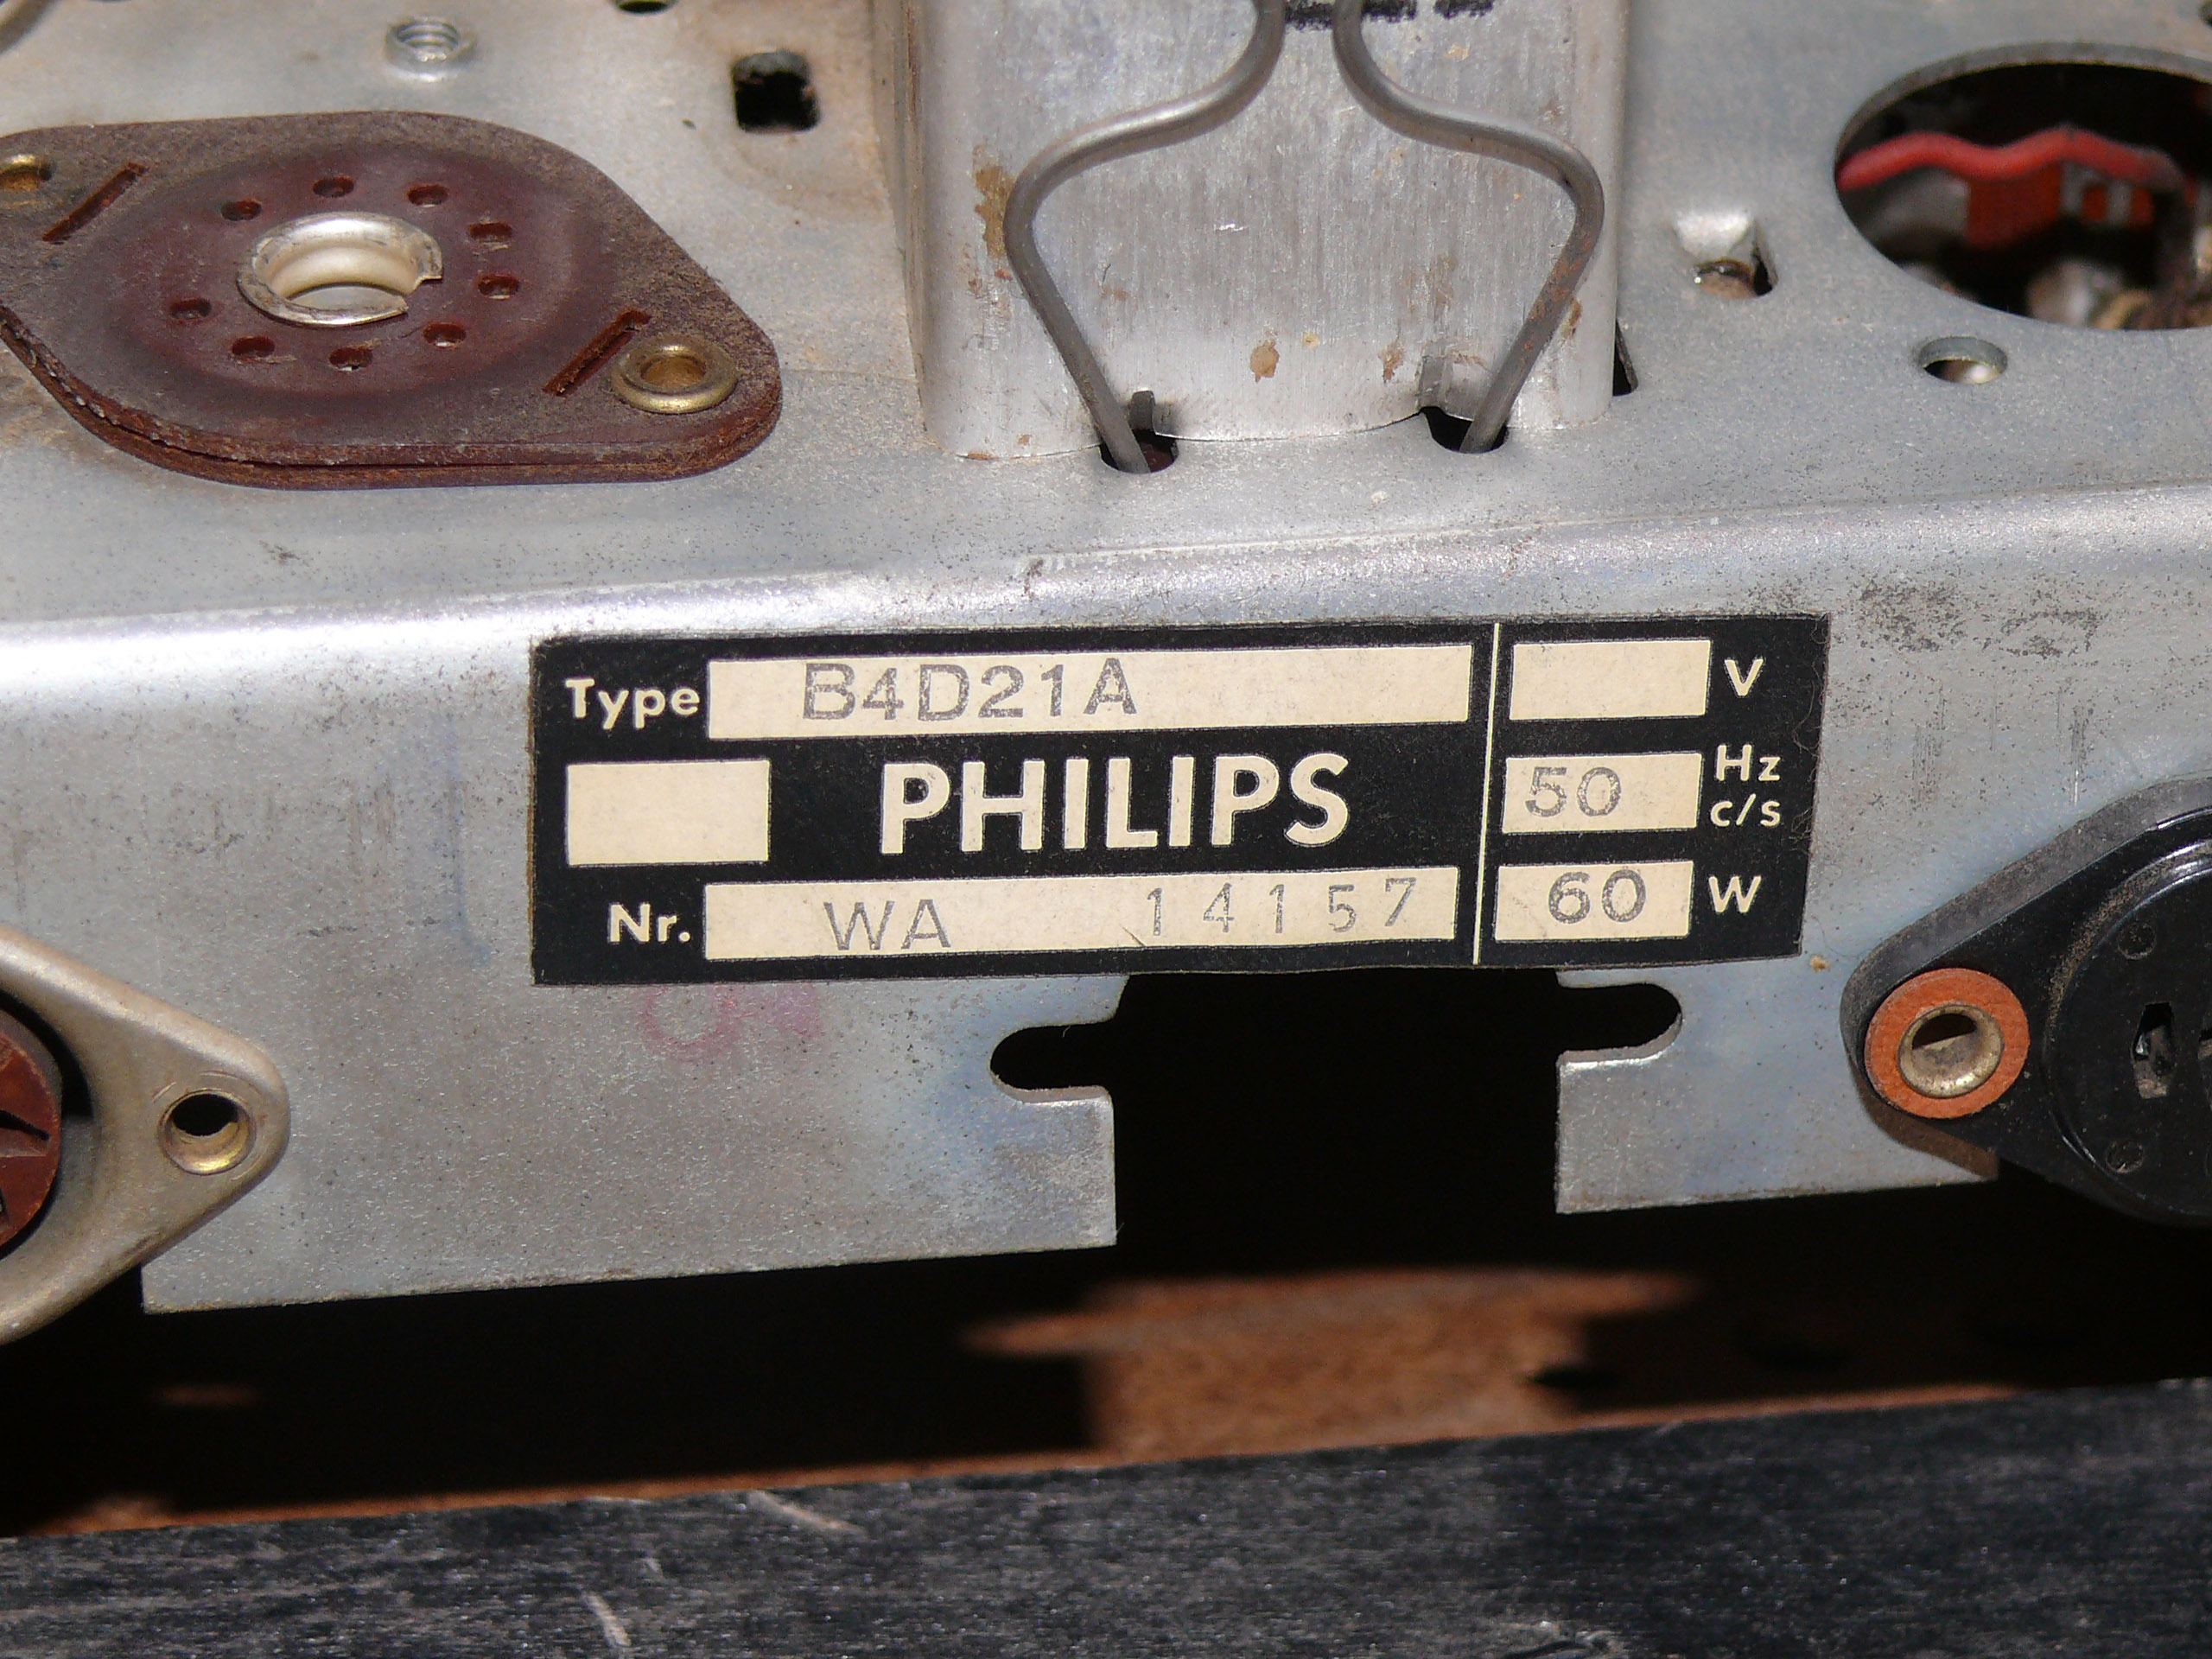 Type B4D21A V
PHILIPS 50 Hz c/s
Nr. WA 14157 60 W